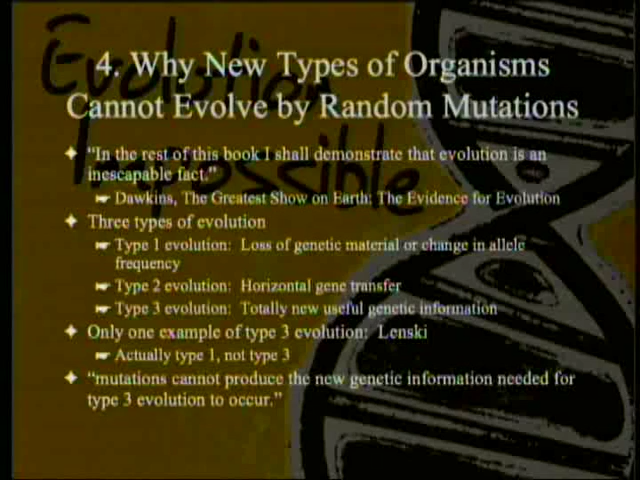 Evolution
Impossible
4. Why New Types of Organisms
Cannot Evolve by Random Mutations
"In the rest of this book I shall demonstrate that evolution is an
inescapable fact."
Dawkins, The Greatest Show on Earth: The Evidence for Evolution
Three types of evolution
Type 1 evolution: Loss of genetic material or change in allele
frequency
Type 2 evolution: Horizontal gene transfer
Type 3 evolution: Totally new useful genetic information
Only one example of type 3 evolution: Lenski
Actually type 1, not type 3
"mutations cannot produce the new genetic information needed for
type 3 evolution to occur."